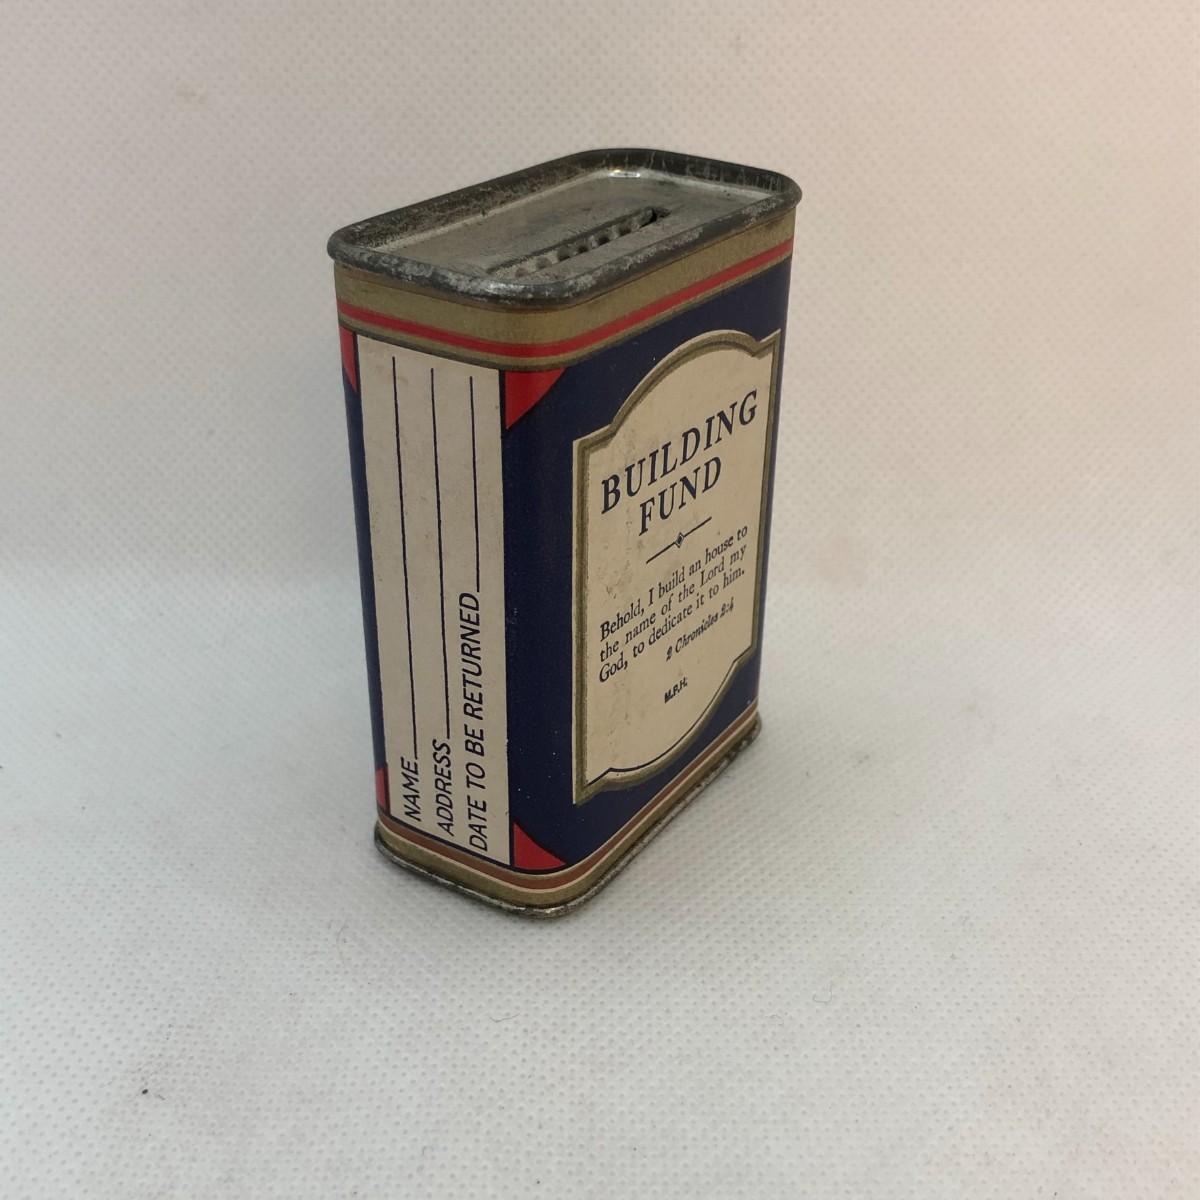 NAME
ADDRESS
DATE TO BE RETURNED
BUILDING
FUND
Behold, I build an house to
the name of the Lord my
God, to dedicate it to him.
2 Chronicles 2:4
M.P.H.